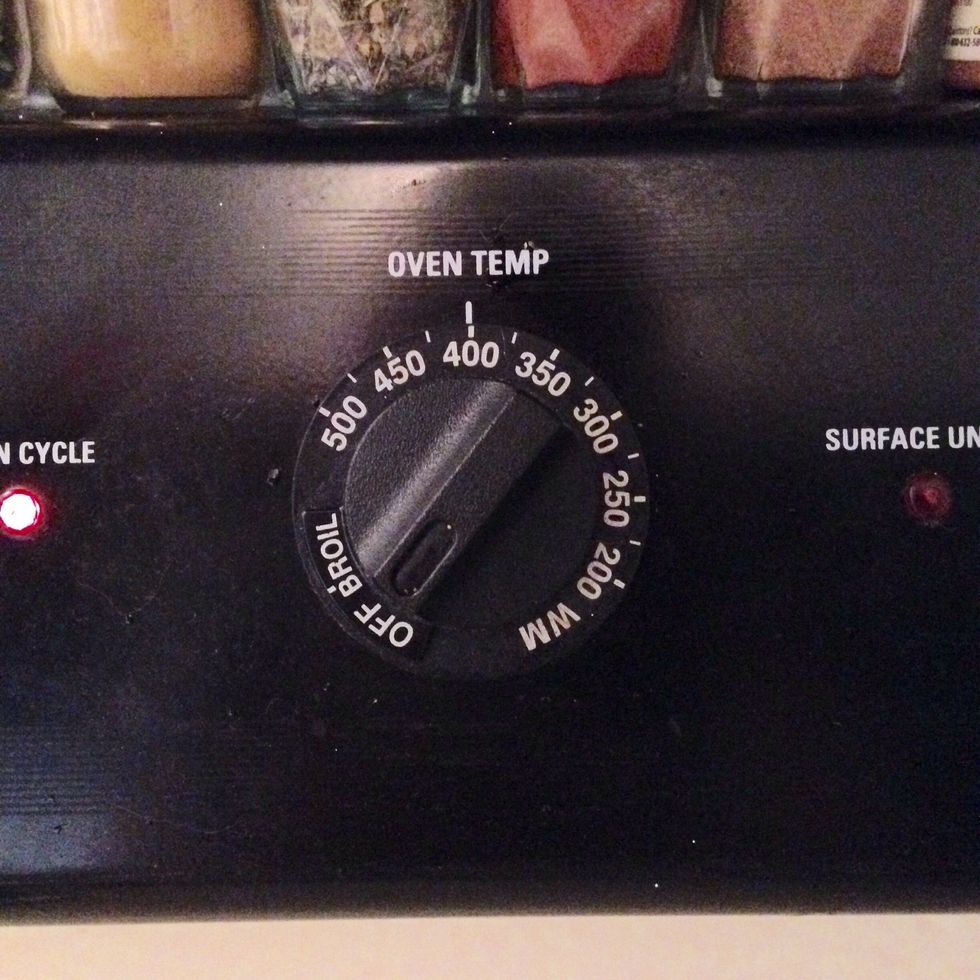 OVEN TEMP
500 450 400 350 300 250 200 WM
OFF BROIL
N CYCLE
SURFACE UN